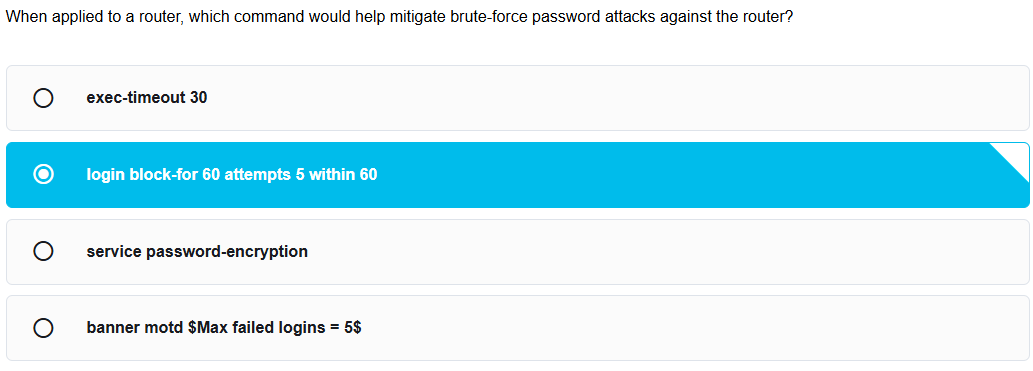 When applied to a router, which command would help mitigate brute-force password attacks against the router?
exec-timeout 30
login block-for 60 attempts 5 within 60
service password-encryption
banner motd $Max failed logins = 5$